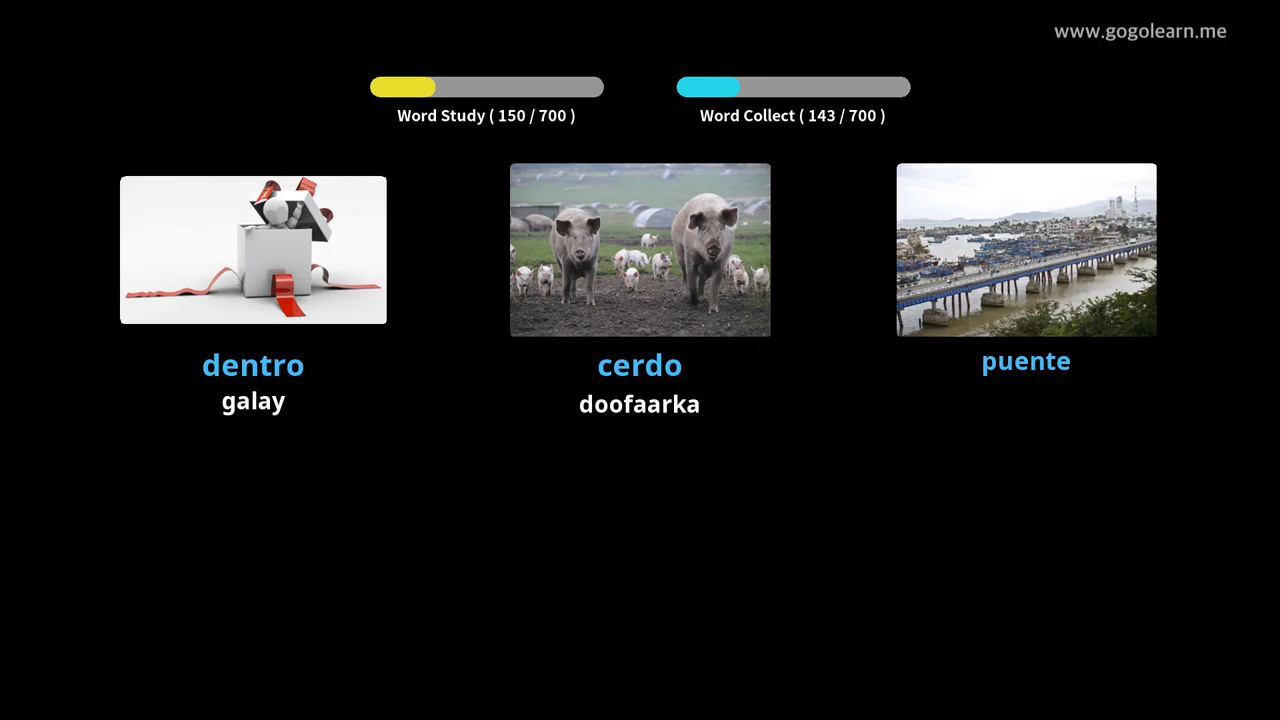 www.gogolearn.me
Word Study ( 150 / 700 )
Word Collect ( 143 / 700 )
dentro
galay
cerdo
doofaarka
puente